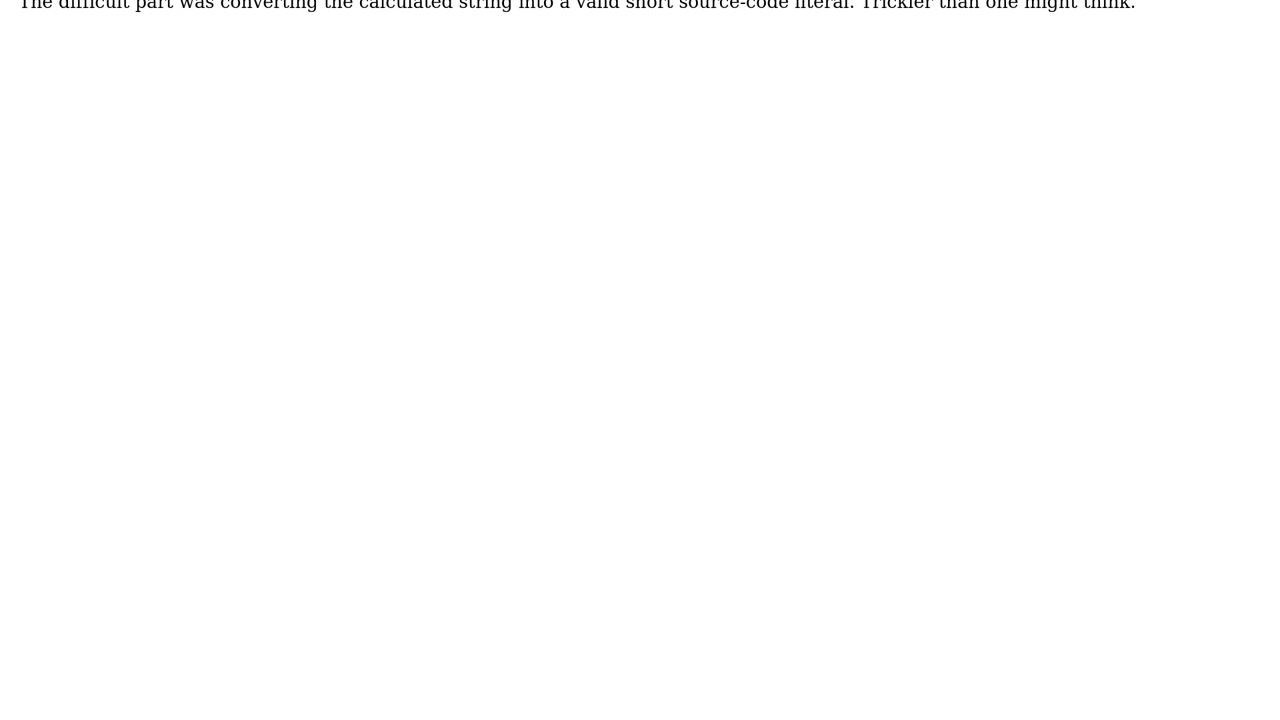 The difficult part was converting the calculated string into a valid short source-code literal. Trickier than one might think.